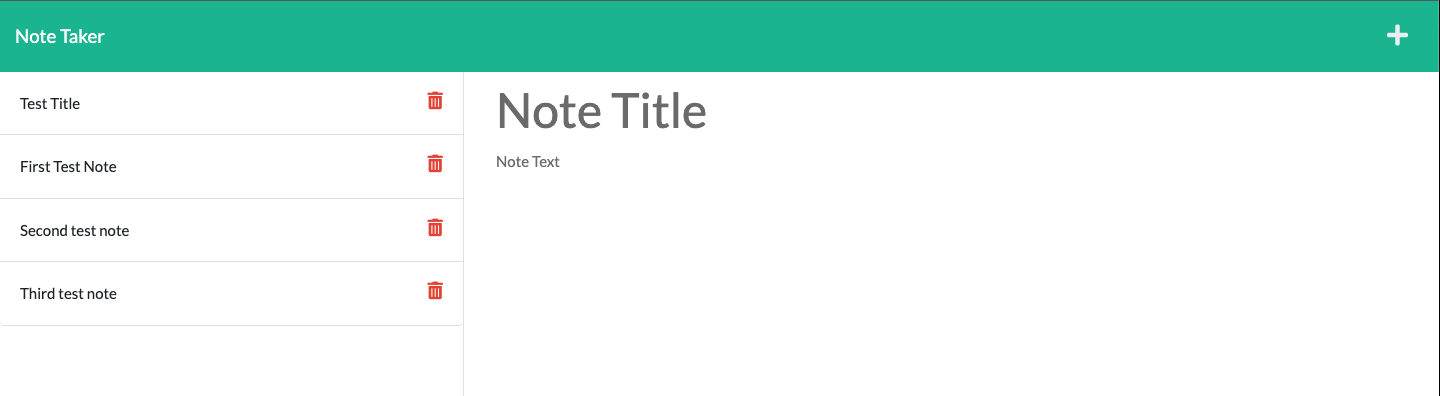 Note Taker
Test Title
First Test Note
Second test note
Third test note
Note Title
Note Text